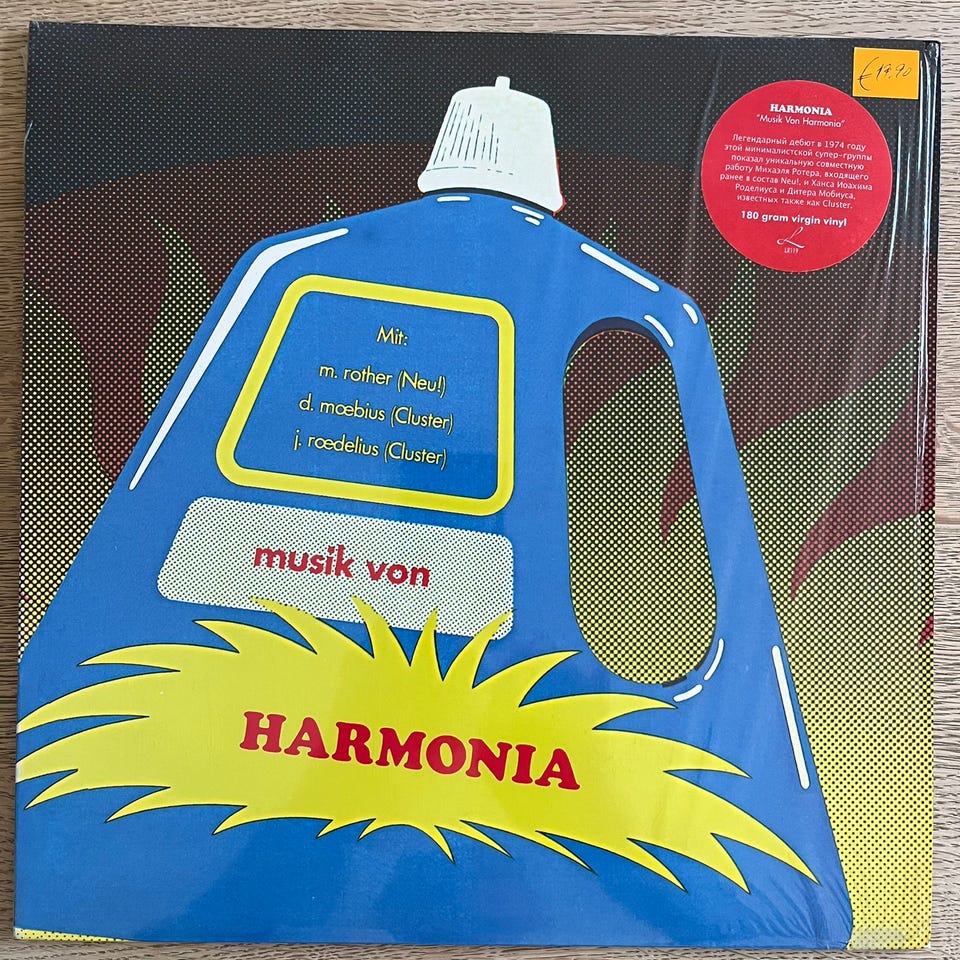 €19,90
HARMONIA
"Musik Von Harmonia"
Легендарный дебют в 1974 году
этой минималистской супер-группы
показал уникальную совместную
работу Михаэля Ротера, входящего
ранее в состав Neu!, и Ханса Иоахима
Роделиуса и Дитера Мобиуса,
известных также как Cluster.
180 gram virgin vinyl
L
LR119
Mit:
m. rother (Neu!)
d. mœbius (Cluster)
j. rœdelius (Cluster)
musik von
HARMONIA